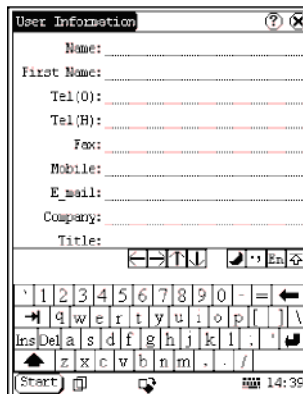 User Information ? X
Name:
First Name:
Tel(O):
Tel(H):
Fax:
Mobile:
E_mail:
Company:
Title:
En
` 1 2 3 4 5 6 7 8 9 0 - =
q w e r t y u i o p [ ] \
Ins Del a s d f g h j k l ; '
z x c v b n m , . /
Start 14:39